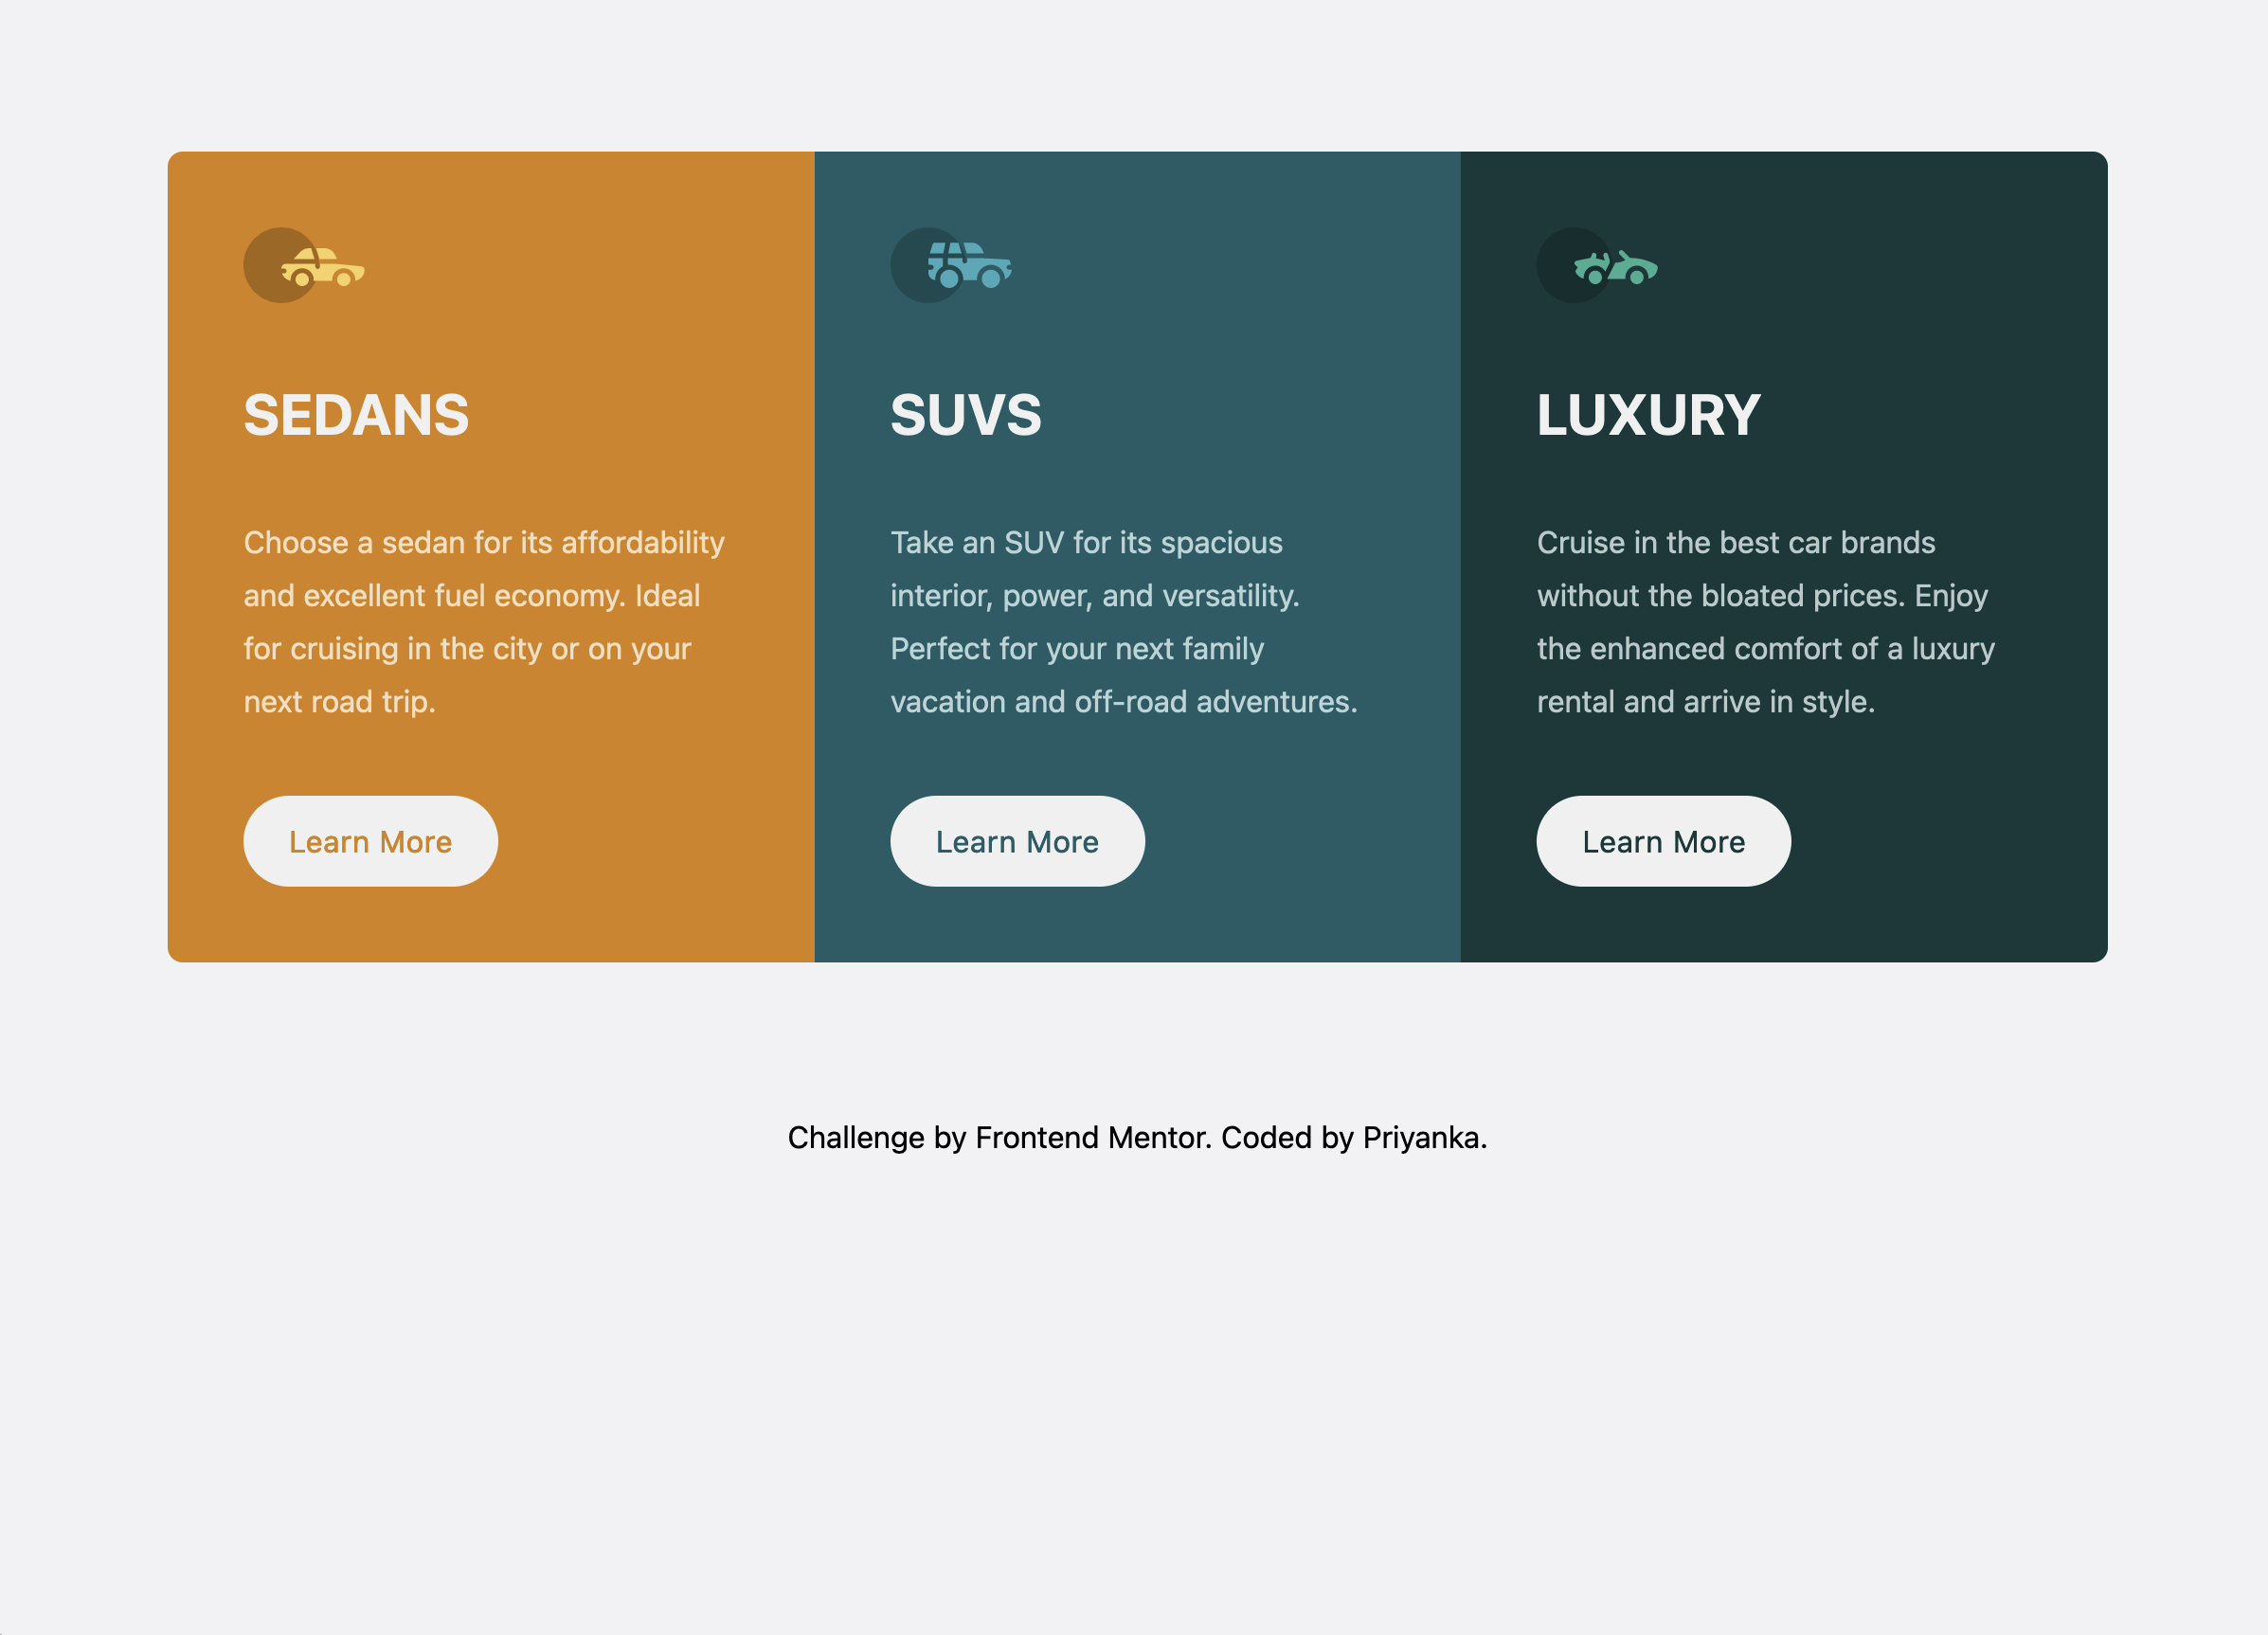 SEDANS
Choose a sedan for its affordability
and excellent fuel economy. Ideal
for cruising in the city or on your
next road trip.
Learn More
SUVS
Take an SUV for its spacious
interior, power, and versatility.
Perfect for your next family
vacation and off-road adventures.
Learn More
LUXURY
Cruise in the best car brands
without the bloated prices. Enjoy
the enhanced comfort of a luxury
rental and arrive in style.
Learn More
Challenge by Frontend Mentor. Coded by Priyanka.